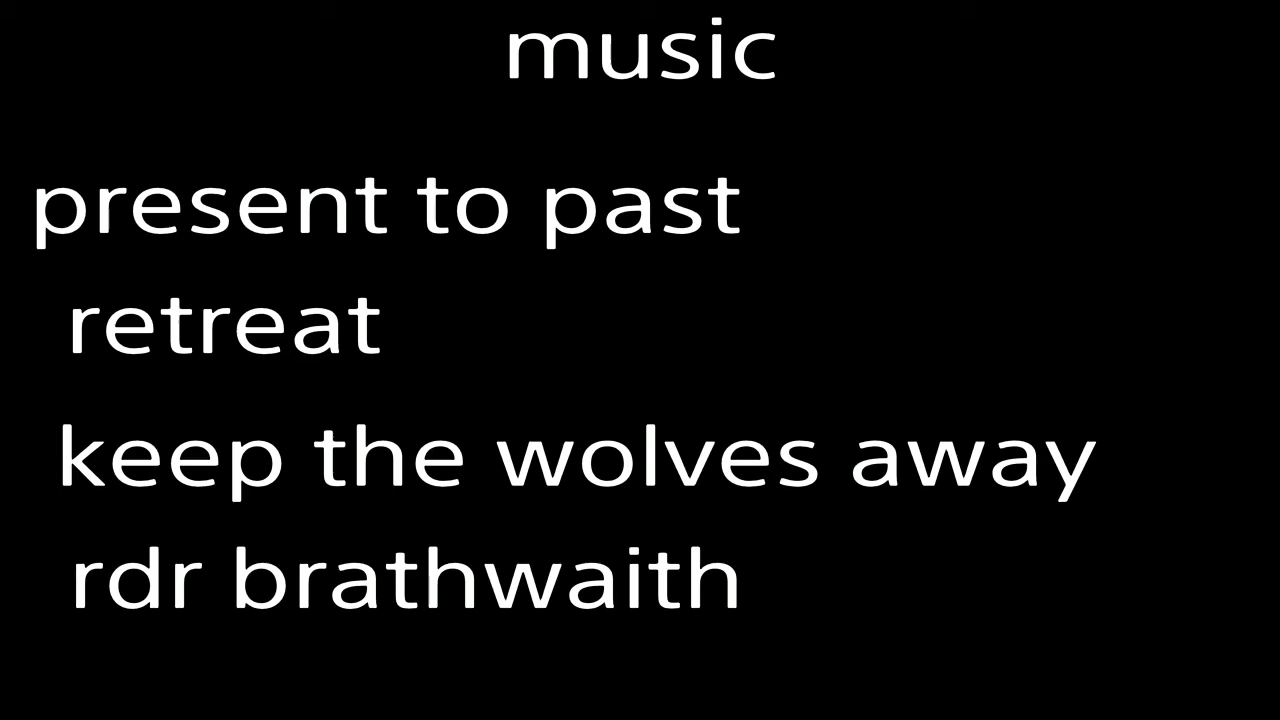 music
present to past
retreat
keep the wolves away
rdr brathwaith